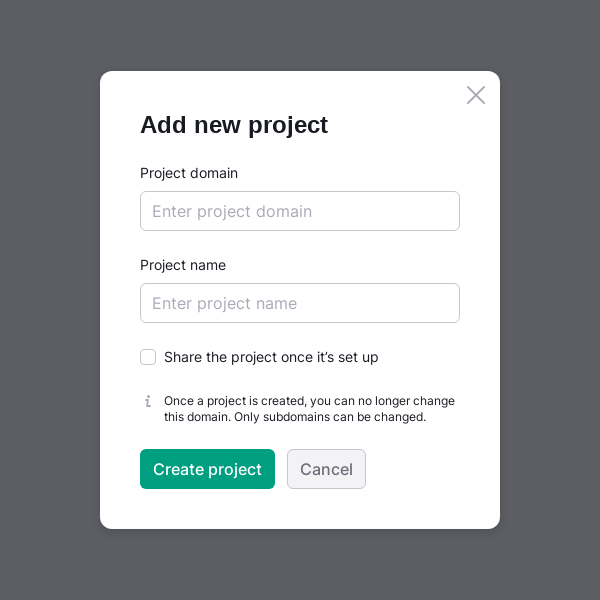 Add new project
Project domain
Enter project domain
Project name
Enter project name
Share the project once it’s set up
Once a project is created, you can no longer change
this domain. Only subdomains can be changed.
Create project
Cancel